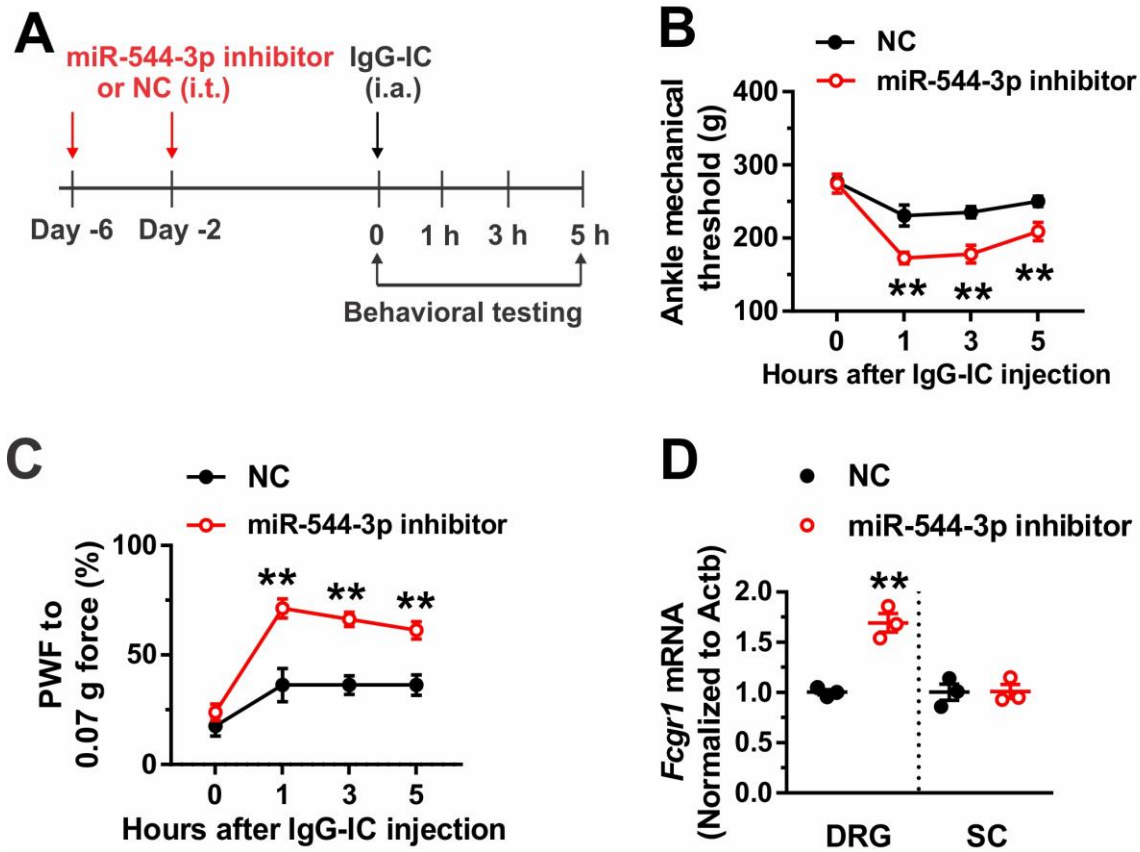 A
miR-544-3p inhibitor
or NC (i.t.)
IgG-IC
(i.a.)
Day -6
Day -2
0
1 h
3 h
5 h
Behavioral testing
B
NC
miR-544-3p inhibitor
Ankle mechanical
threshold (g)
400
300
200
100
** ** **
0 1 3 5
Hours after IgG-IC injection
C
NC
miR-544-3p inhibitor
PWF to
0.07 g force (%)
100
50
0
** ** **
0 1 3 5
Hours after IgG-IC injection
D
NC
miR-544-3p inhibitor
Fcgr1 mRNA
(Normalized to Actb)
2.0
1.5
1.0
0.5
0.0
**
DRG SC